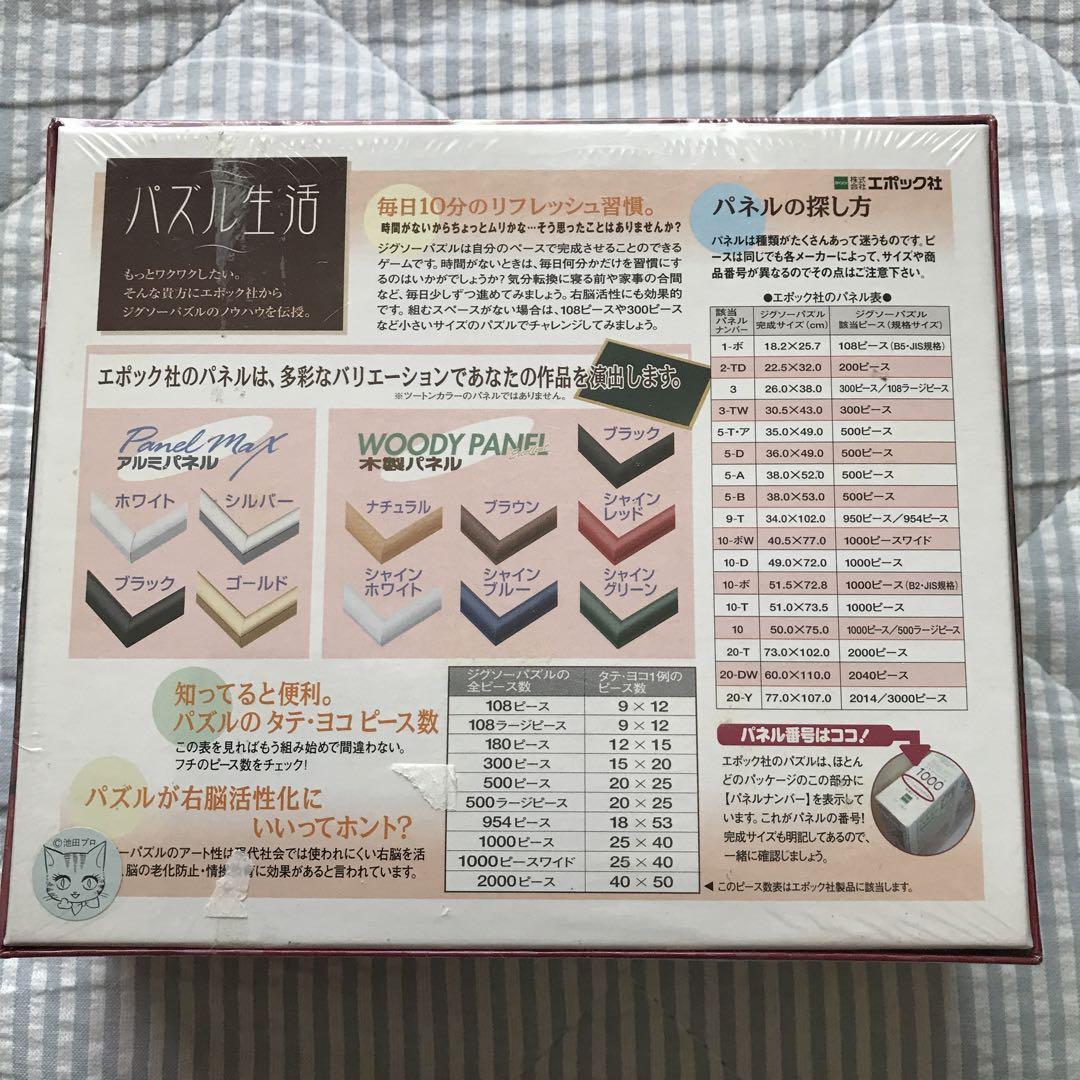 パズル生活
もっとワクワクしたい。
そんな貴方にエポック社から
ジグソーパズルのノウハウを伝授。
毎日10分のリフレッシュ習慣。
時間がないからちょっとムリかな…そう思ったことはありませんか?
ジグソーパズルは自分のペースで完成させることのできる
ゲームです。時間がないときは、毎日何分かだけを習慣にす
るのはいかがでしょうか?気分転換に寝る前や家事の合間
など、毎日少しずつ進めてみましょう。右脳活性にも効果的
です。組むスペースがない場合は、108ピースや300ピース
など小さいサイズのパズルでチャレンジしてみましょう。
エポック社のパネルは、多彩なバリエーションであなたの作品を演出します。
※ツートンカラーのパネルではありません。
Panel Max
アルミパネル
ホワイト シルバー
ブラック ゴールド
WOODY PANEL
木製パネル
ブラック
ナチュラル ブラウン シャイン
レッド
シャイン
ホワイト
シャイン
ブルー
シャイン
グリーン
知ってると便利。
パズルの タテ・ヨコ ピース数
この表を見ればもう組み始めで間違わない。
フチのピース数をチェック!
パズルが右脳活性化に
いいってホント?
ーパズルのアート性は現代社会では使われにくい右脳を活
脳の老化防止・情操 に効果があると言われています。
©池田プロ
ジグソーパズルの
全ピース数
タテ・ヨコ1例の
ピース数
108ピース 9×12
108ラージピース 9×12
180ピース 12×15
300ピース 15×20
500ピース 20×25
500ラージピース 20×25
954ピース 18×53
1000ピース 25×40
1000ピースワイド 25×40
2000ピース 40×50
◀このピース数表はエポック社製品に該当します。
株式会社 エポック社
パネルの探し方
パネルは種類がたくさんあって迷うものです。ピ
ースは同じでも各メーカーによって、サイズや商
品番号が異なるのでその点はご注意下さい。
●エポック社のパネル表●
該当
パネル
ナンバー
ジグソーパズル
完成サイズ(cm)
ジグソーパズル
該当ピース(規格サイズ)
1-ボ 18.2×25.7 108ピース(B5・JIS規格)
2-TD 22.5×32.0 200ピース
3 26.0×38.0 300ピース/108ラージピース
3-TW 30.5×43.0 300ピース
5-T・ア 35.0×49.0 500ピース
5-D 36.0×49.0 500ピース
5-A 38.0×52.0 500ピース
5-B 38.0×53.0 500ピース
9-T 34.0×102.0 950ピース/954ピース
10-ボW 40.5×77.0 1000ピースワイド
10-D 49.0×72.0 1000ピース
10-ボ 51.5×72.8 1000ピース(B2・JIS規格)
10-T 51.0×73.5 1000ピース
10 50.0×75.0 1000ピース/500ラージピース
20-T 73.0×102.0 2000ピース
20-DW 60.0×110.0 2040ピース
20-Y 77.0×107.0 2014/3000ピース
パネル番号はココ!
エポック社のパズルは、ほとん
どのパッケージのこの部分に
【パネルナンバー】を表示して
います。これがパネルの番号!
完成サイズも明記してあるので、
一緒に確認しましょう。
1000